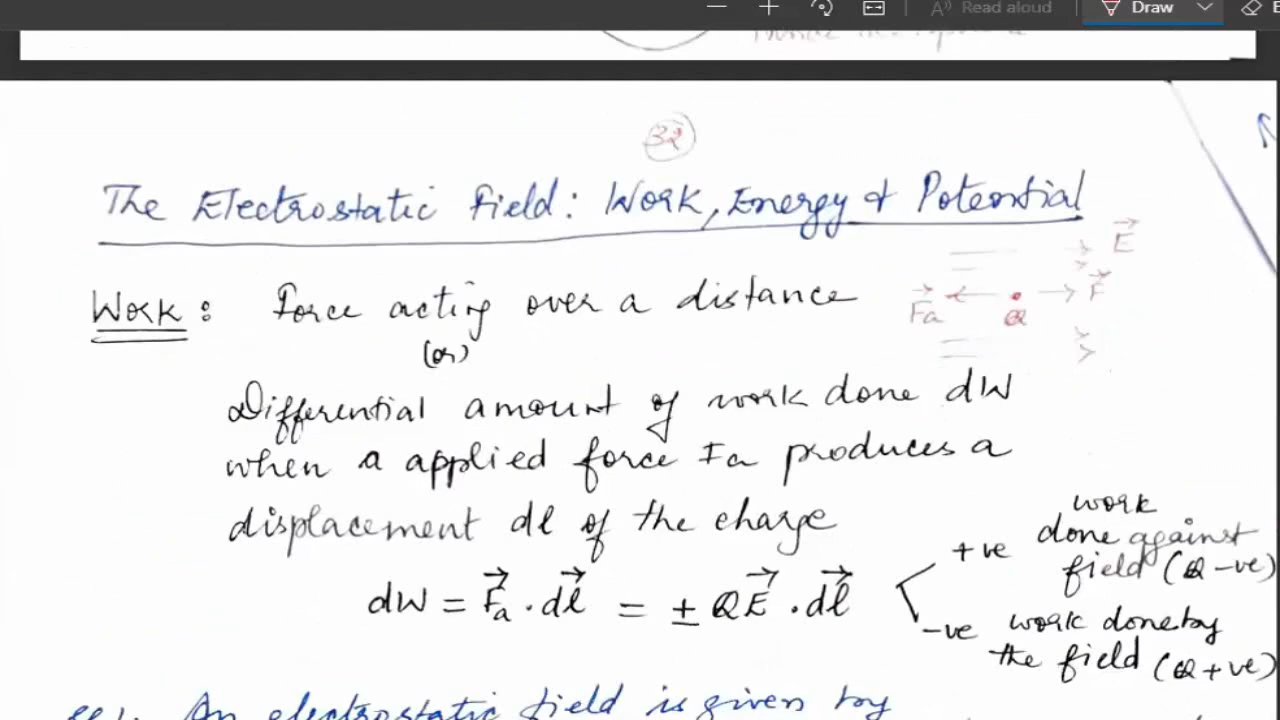 Read aloud
Draw
32
The Electrostatic Field: Work, Energy & Potential
E
Work: Force acting over a distance
Fa Q F
(or)
Differential amount of work done dW
when a applied force Fa produces a
displacement dl of the charge
dW = Fa . dl = ± QE . dl
+ve work done against field (Q -ve)
-ve work done by the field (Q +ve)
An electrostatic field is given by